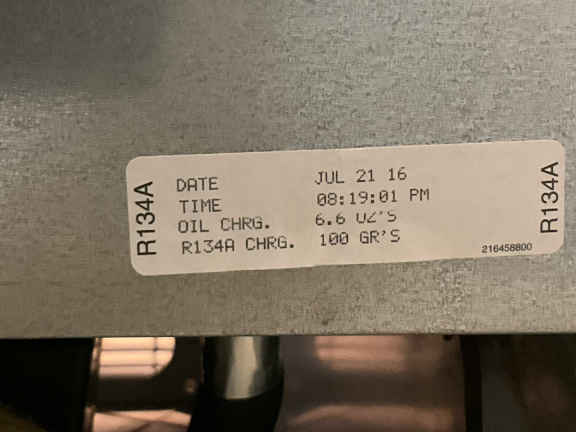 R134A
DATE JUL 21 16
TIME 08:19:01 PM
OIL CHRG. 6.6 OZ'S
R134A CHRG. 100 GR'S
216458800
R134A